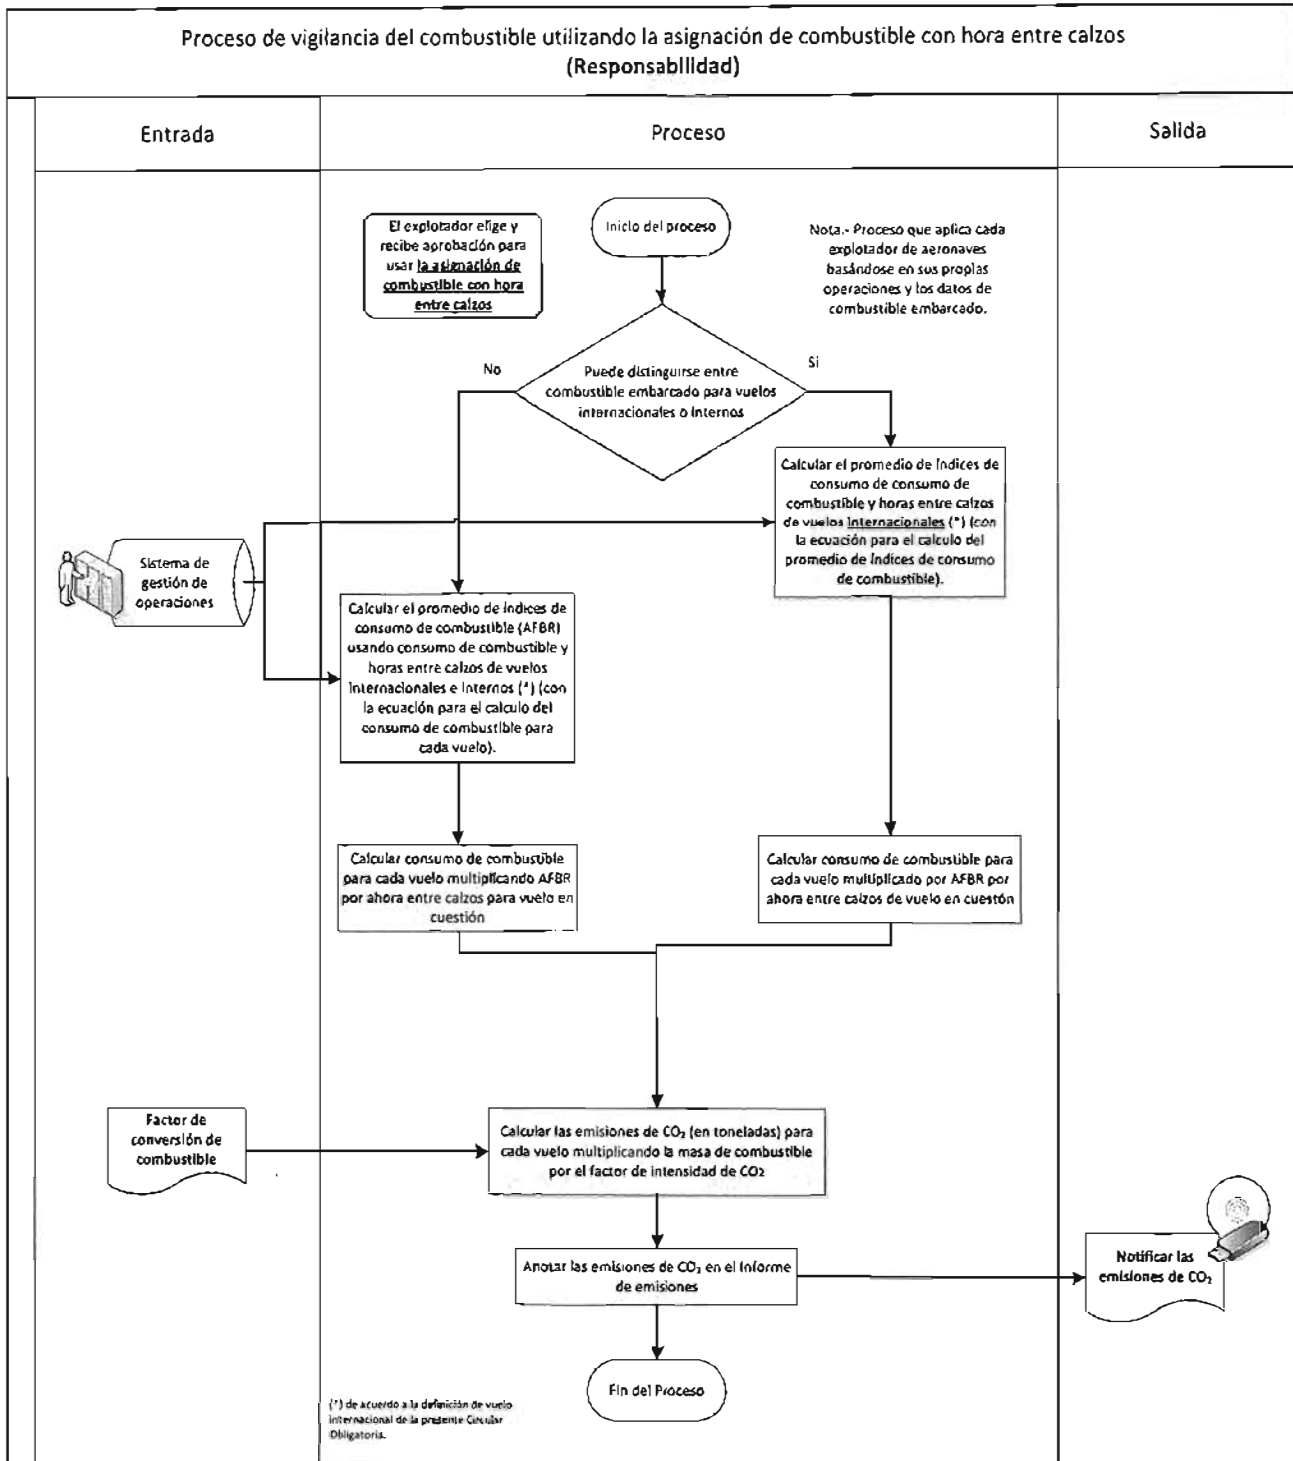 Proceso de vigilancia del combustible utilizando la asignación de combustible con hora entre calzos
(Responsabilidad)
Entrada
Proceso
Salida
El explotador elige y
recibe aprobación para
usar la asignación de
combustible con hora
entre calzos
Inicio del proceso
Nota.- Proceso que aplica cada
explotador de aeronaves
basándose en sus propias
operaciones y los datos de
combustible embarcado.
No
Si
Puede distinguirse entre
combustible embarcado para vuelos
internacionales o internos
Calcular el promedio de índices de
consumo de consumo de
combustible y horas entre calzos
de vuelos Internacionales (*) (con
la ecuación para el calculo del
promedio de índices de consumo
de combustible).
Sistema de
gestión de
operaciones
Calcular el promedio de índices de
consumo de combustible (AFBR)
usando consumo de combustible y
horas entre calzos de vuelos
Internacionales e Internos (*) (con
la ecuación para el calculo del
consumo de combustible para
cada vuelo).
Calcular consumo de combustible
para cada vuelo multiplicando AFBR
por ahora entre calzos para vuelo en
cuestión
Calcular consumo de combustible para
cada vuelo multiplicado por AFBR por
ahora entre calzos de vuelo en cuestón
Factor de
conversión de
combustible
Calcular las emisiones de CO₂ (en toneladas) para
cada vuelo multiplicando la masa de combustible
por el factor de intensidad de CO2
Anotar las emisiones de CO₂ en el Informe
de emisiones
Notificar las
emisiones de CO₂
Fin del Proceso
(*) de acuerdo a la definición de vuelo
internacional de la presente Circular
Obligatoria.